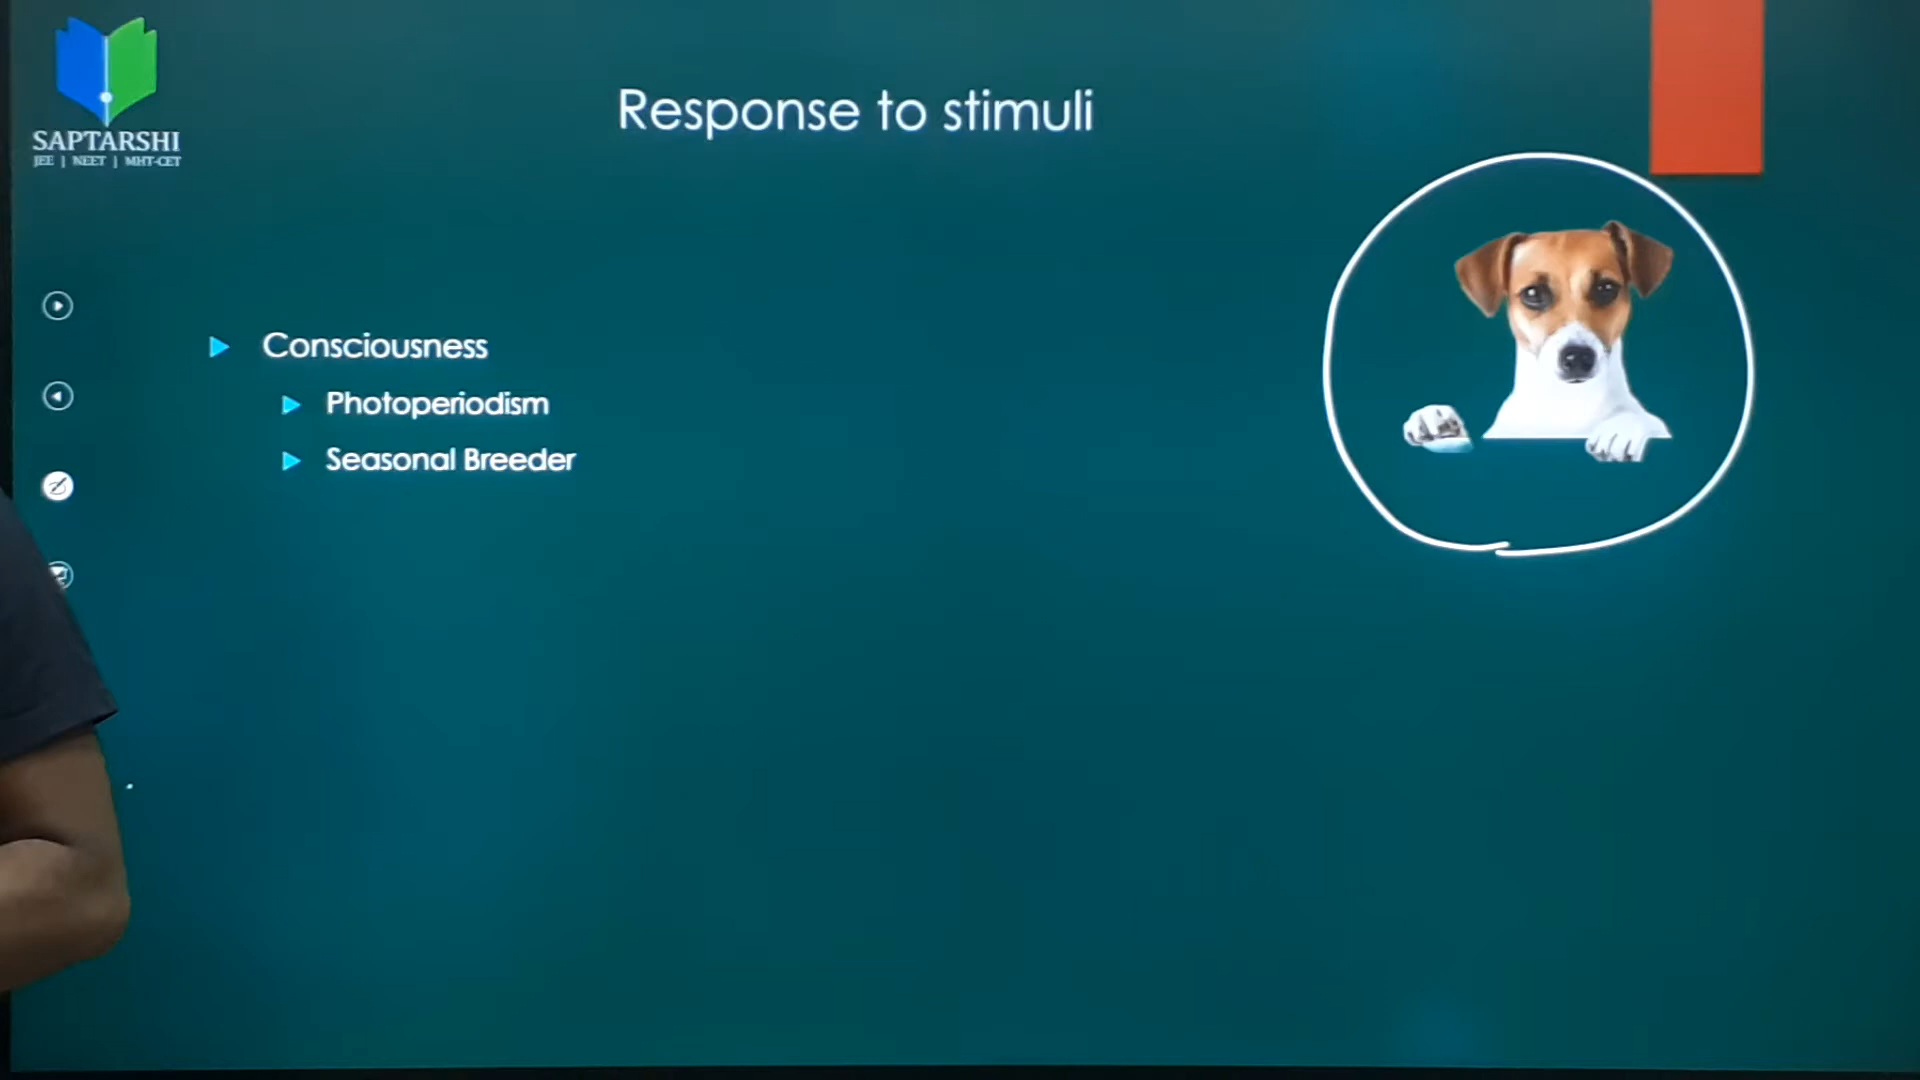 SAPTARSHI
JEE | NEET | MHT-CET
Response to stimuli
Consciousness
Photoperiodism
Seasonal Breeder